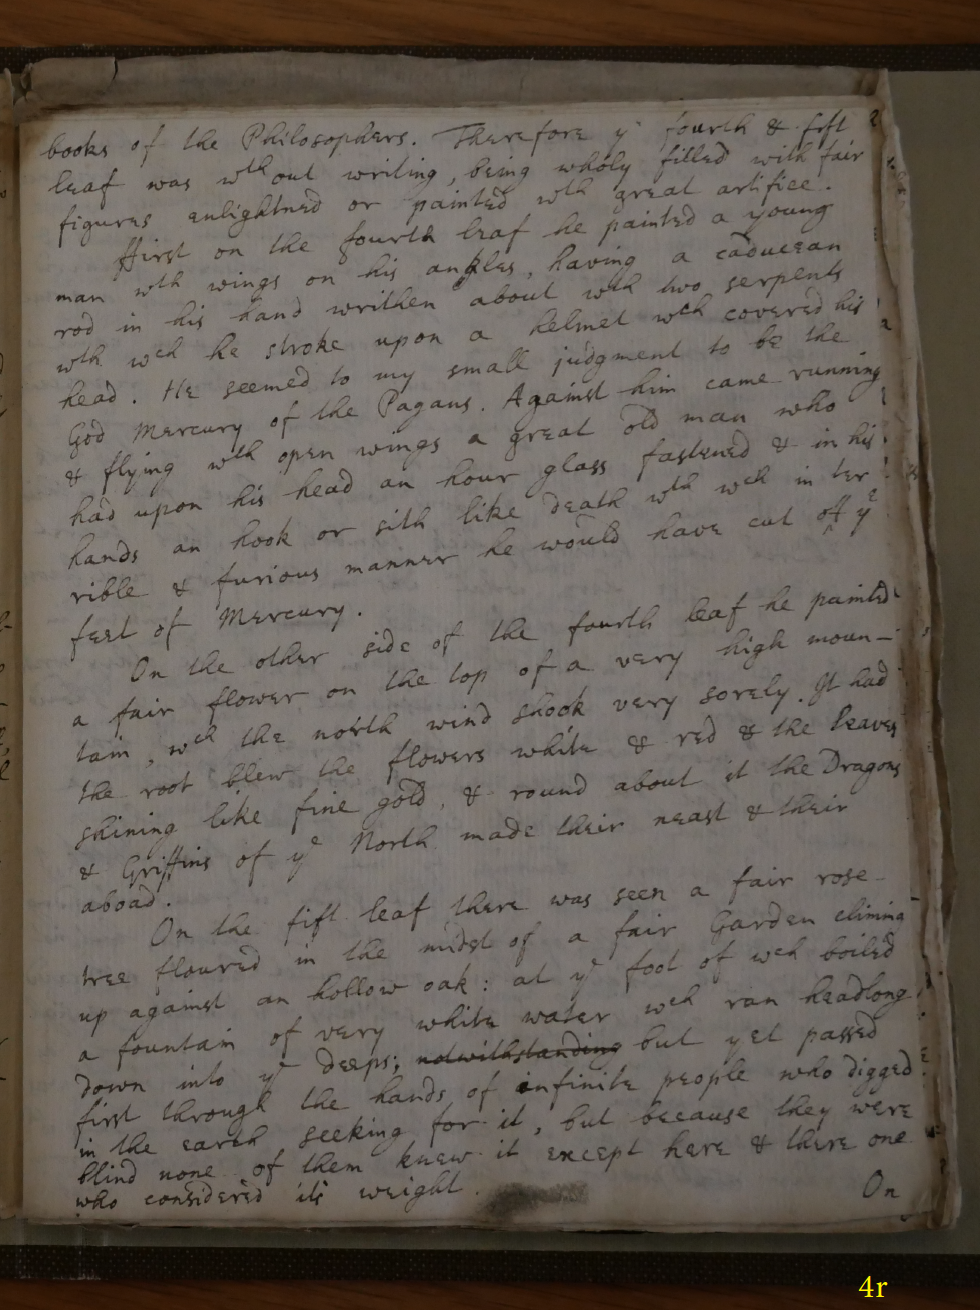 books of the Philosophers. Therefore yᵉ fourth & fift
leaf was wᵗʰout writing, being wholy filled with fair
figures enlightned or painted wᵗʰ great artifice.
ffirst on the fourth leaf he painted a young
man wᵗʰ wings on his ankles, having a caducean
rod in his hand writhen about wᵗʰ two serpents
wᵗʰ wᶜʰ he stroke upon a helmet wᶜʰ covered his
head. He seemed to my small judgment to be the
God Mercury of the Pagans. Against him came running
& flying wᵗʰ open wings a great old man who
had upon his head an hour glass fastened & in his
hands an hook or sith like death wᵗʰ wᶜʰ in ter
rible & furious manner he would have cut off yᵉ
feet of Mercury.
On the other side of the fourth leaf he painted
a fair flower on the top of a very high moun-
tain, wᶜʰ the north wind shook very sorely. It had
the root blew the flowers white & red & the leaves
shining like fine gold, & round about it the Dragons
& Griffins of yᵉ North made their neast & their
aboad.
On the fift leaf there was seen a fair rose-
tree floured in the midst of a fair Garden climing
up against an hollow oak: at yᵉ foot of wᶜʰ boiled
a fountain of very white water wᶜʰ ran headlong
down into yᵉ deeps; notwithstanding but yet passed
first through the hands of infinite people who digged
in the earth seeking for it, but because they were
blind none of them knew it except here & there one
who considered its weight.
On
4r